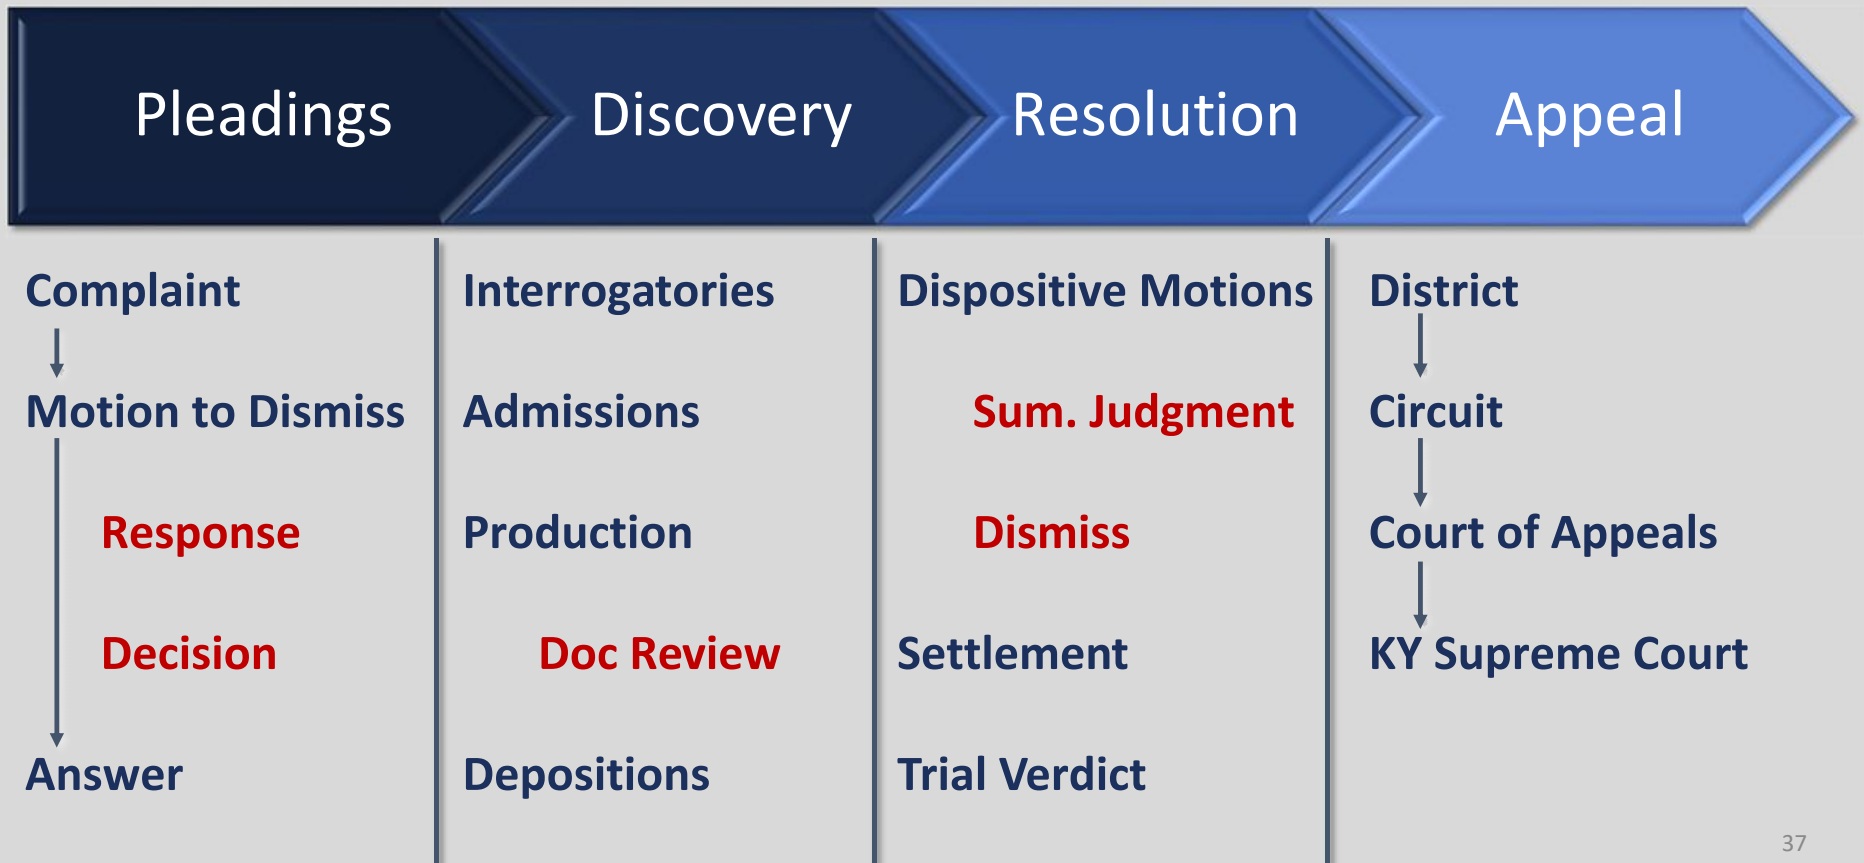 Pleadings
Discovery
Resolution
Appeal
Complaint
Motion to Dismiss
Response
Decision
Answer
Interrogatories
Admissions
Production
Doc Review
Depositions
Dispositive Motions
Sum. Judgment
Dismiss
Settlement
Trial Verdict
District
Circuit
Court of Appeals
KY Supreme Court
37